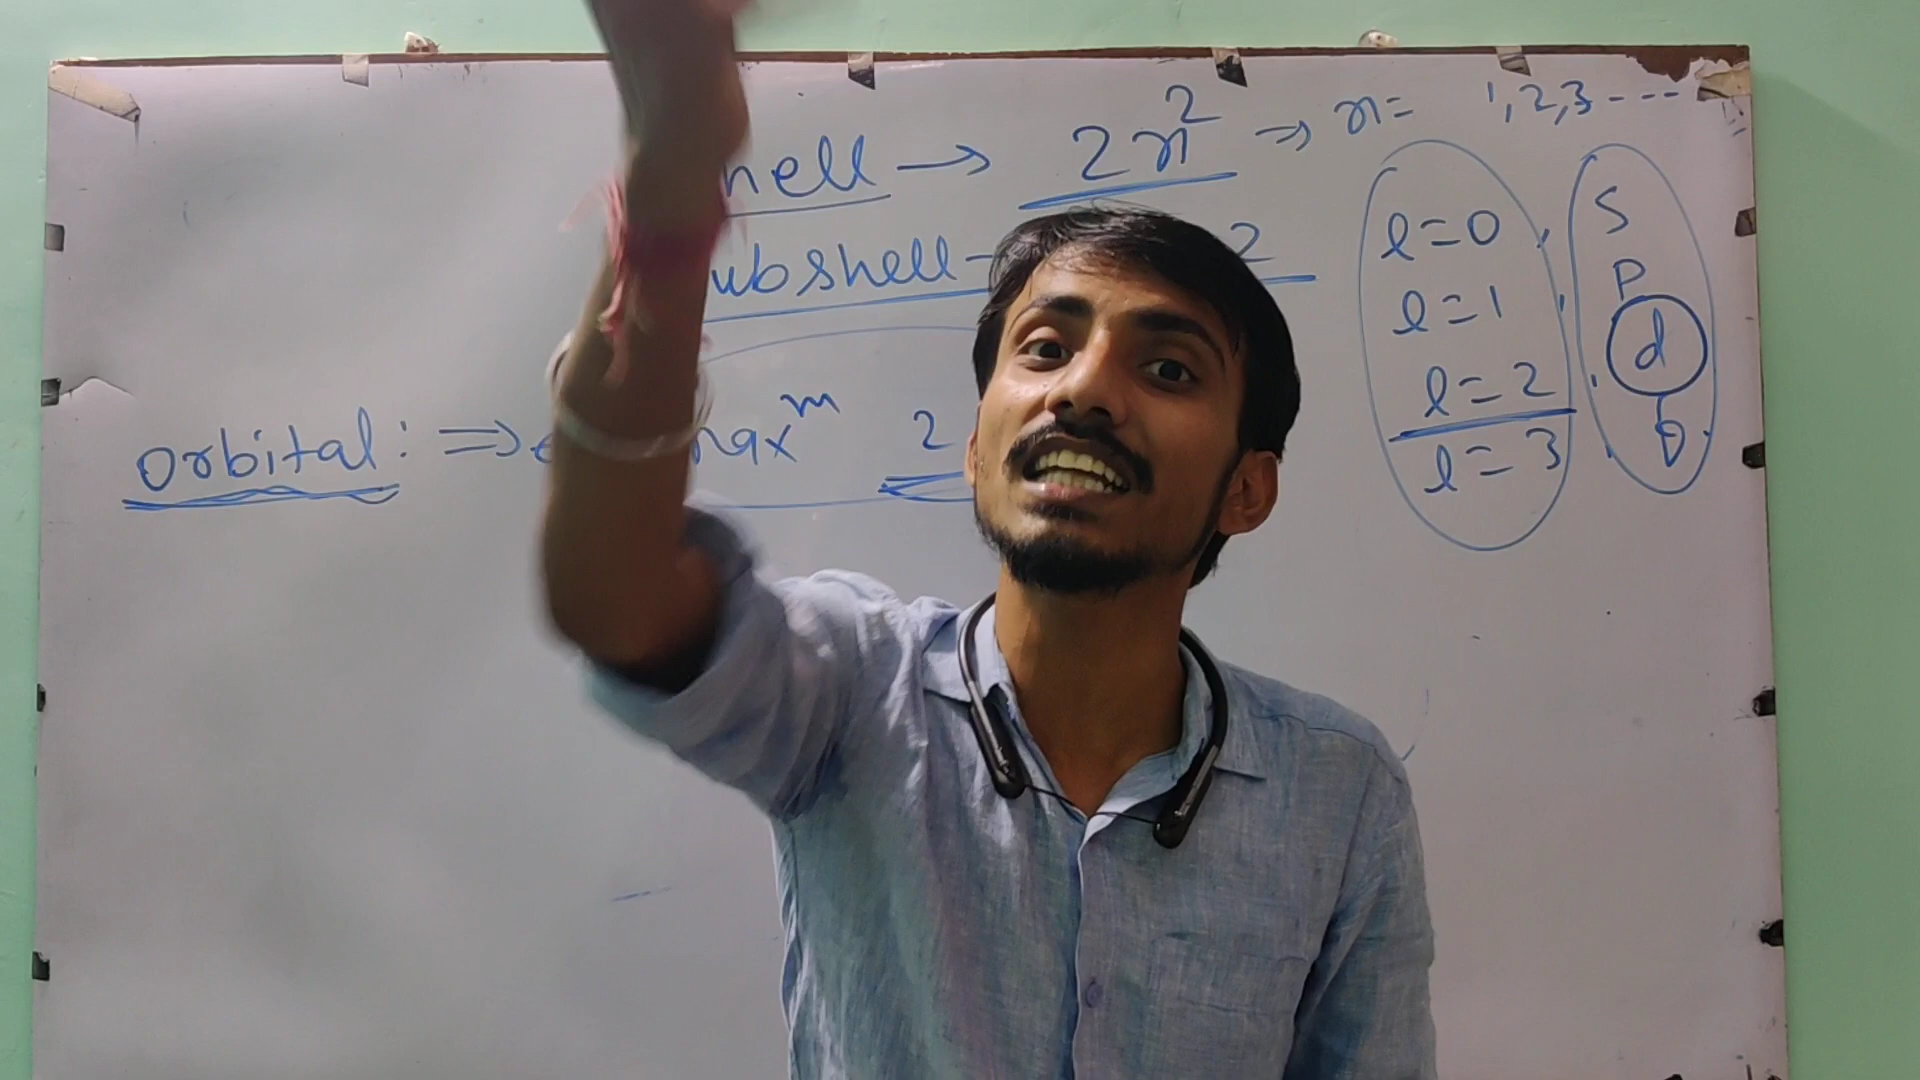 hell → 2n² ⇒ n= 1,2,3----
ubshell- 2
orbital: ⇒ maxᵐ 2
l=0, S
l=1, P
l=2, d
l=3,